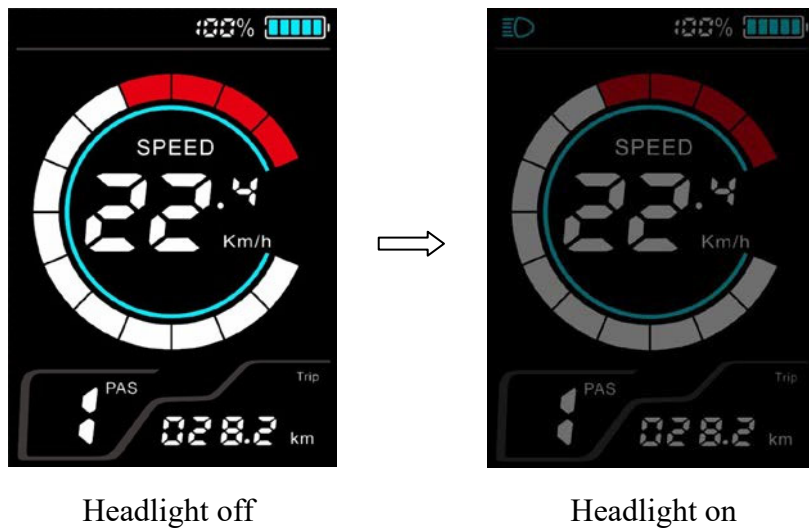 100%
SPEED
22.4
Km/h
PAS
1
Trip
028.2 km
Headlight off
100%
SPEED
22.4
Km/h
PAS
1
Trip
028.2 km
Headlight on